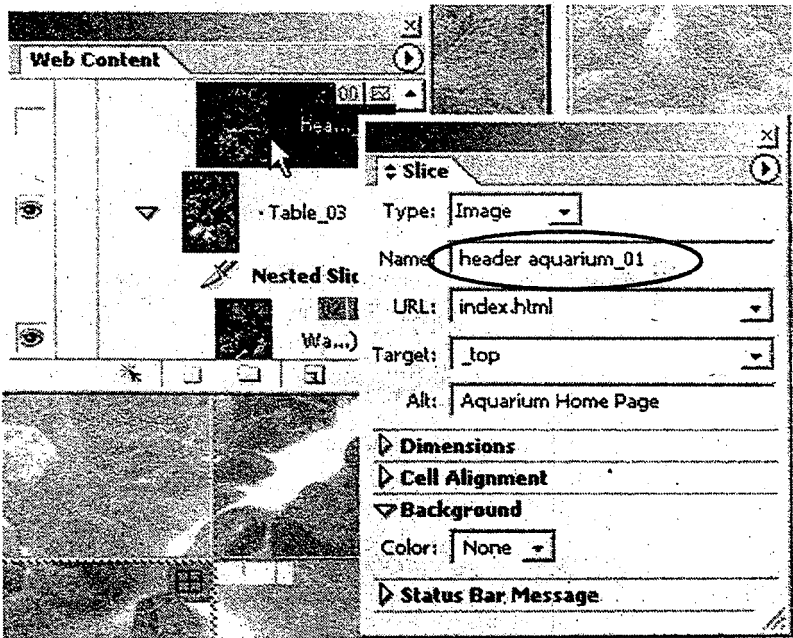 Web Content
Hea...
Table_03
Nested Slic
Wa...)
Slice
Type: Image
Name: header aquarium_01
URL: index.html
Target: _top
Alt: Aquarium Home Page
Dimensions
Cell Alignment
Background
Color: None
Status Bar Message